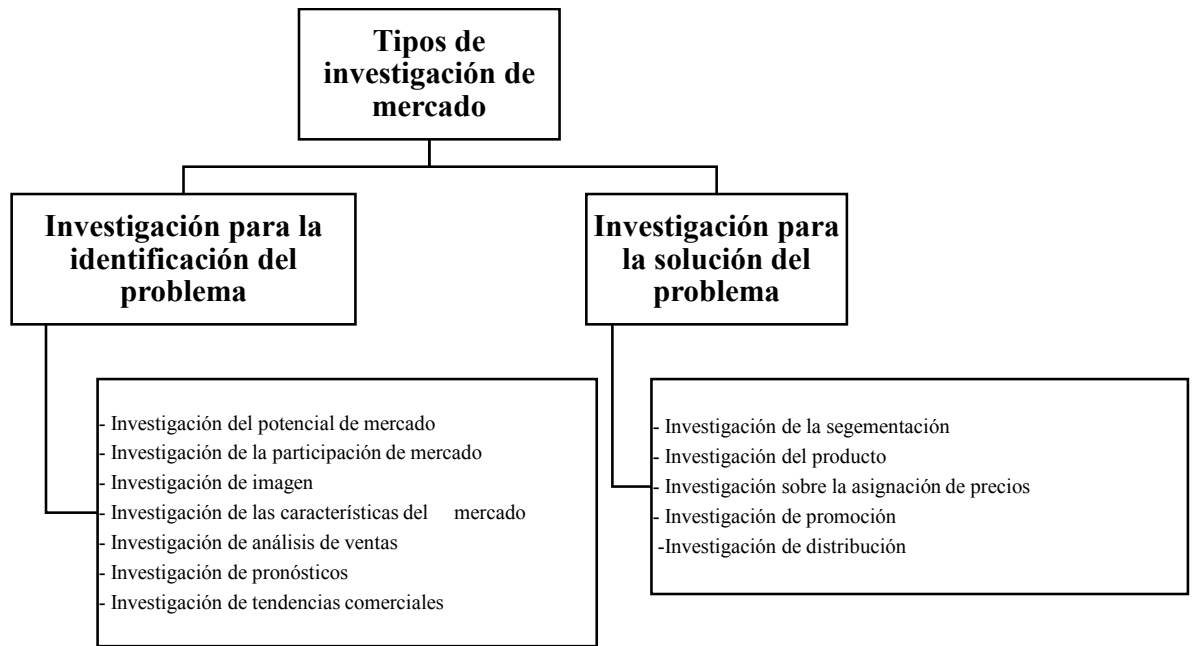 Tipos de
investigación de
mercado
Investigación para la
identificación del
problema
Investigación para
la solución del
problema
- Investigación del potencial de mercado
- Investigación de la participación de mercado
- Investigación de imagen
- Investigación de las características del mercado
- Investigación de análisis de ventas
- Investigación de pronósticos
- Investigación de tendencias comerciales
- Investigación de la segementación
- Investigación del producto
- Investigación sobre la asignación de precios
- Investigación de promoción
-Investigación de distribución